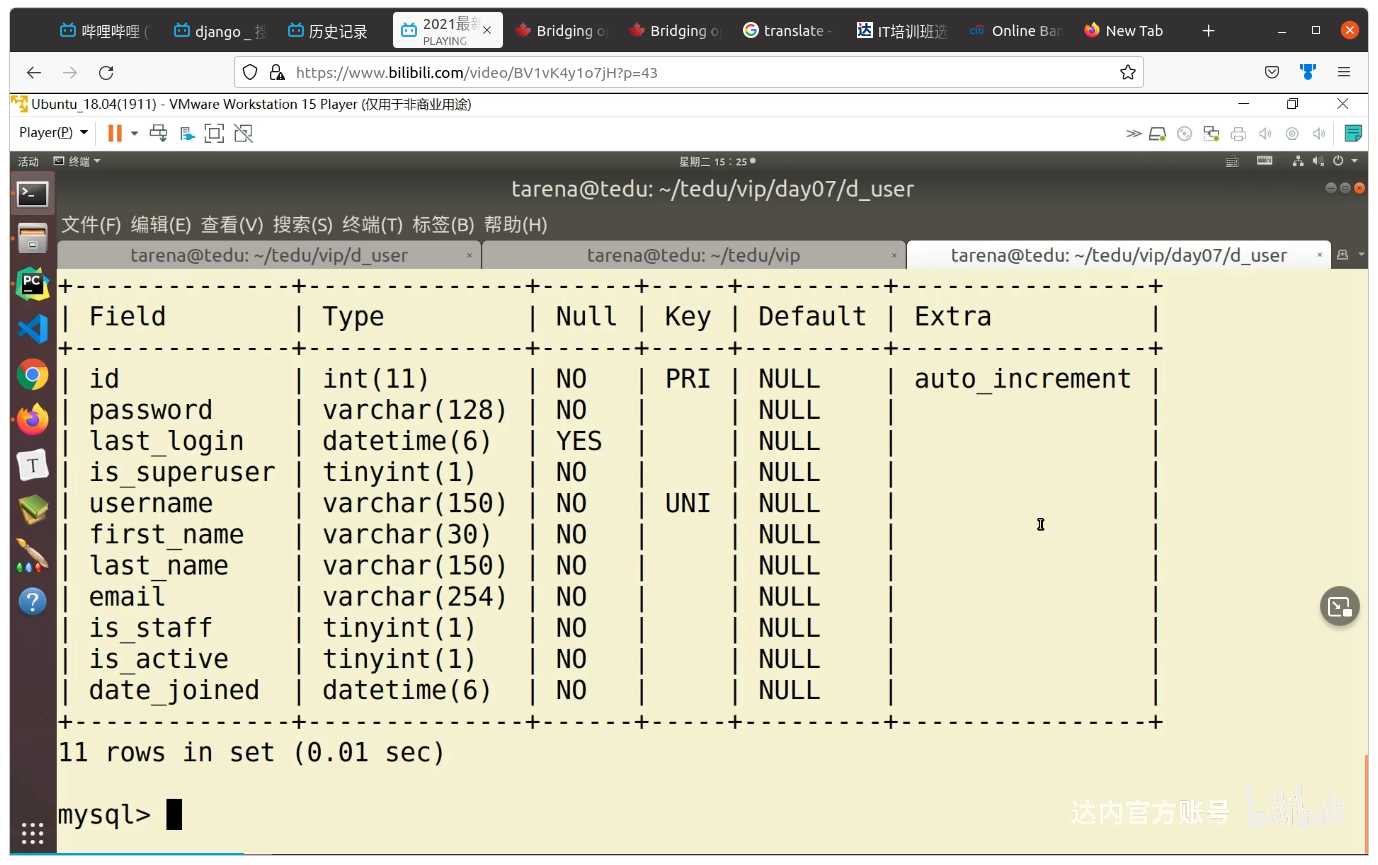 哔哩哔哩 (
django _ 搜
历史记录
2021最新
PLAYING
Bridging o
Bridging o
translate -
IT培训班选
Online Ban
New Tab
https://www.bilibili.com/video/BV1vK4y1o7jH?p=43
Ubuntu_18.04(1911) - VMware Workstation 15 Player (仅用于非商业用途)
Player(P)
活动 终端 星期二 15：25
tarena@tedu: ~/tedu/vip/day07/d_user
文件(F) 编辑(E) 查看(V) 搜索(S) 终端(T) 标签(B) 帮助(H)
tarena@tedu: ~/tedu/vip/d_user × tarena@tedu: ~/tedu/vip × tarena@tedu: ~/tedu/vip/day07/d_user ×
+--------------+--------------+------+-----+---------+----------------+
| Field | Type | Null | Key | Default | Extra |
+--------------+--------------+------+-----+---------+----------------+
| id | int(11) | NO | PRI | NULL | auto_increment |
| password | varchar(128) | NO | | NULL | |
| last_login | datetime(6) | YES | | NULL | |
| is_superuser | tinyint(1) | NO | | NULL | |
| username | varchar(150) | NO | UNI | NULL | |
| first_name | varchar(30) | NO | | NULL | |
| last_name | varchar(150) | NO | | NULL | |
| email | varchar(254) | NO | | NULL | |
| is_staff | tinyint(1) | NO | | NULL | |
| is_active | tinyint(1) | NO | | NULL | |
| date_joined | datetime(6) | NO | | NULL | |
+--------------+--------------+------+-----+---------+----------------+
11 rows in set (0.01 sec)
mysql>
达内官方账号 bilibili